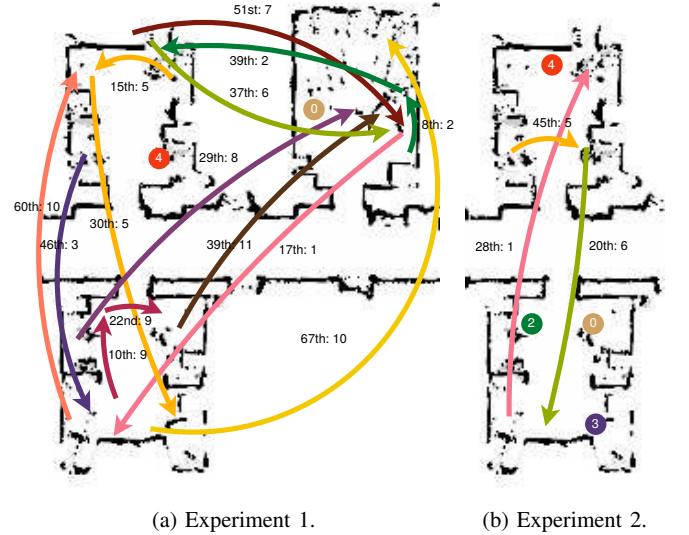 51st: 7
39th: 2
4
15th: 5
37th: 6
0
8th: 2
45th: 5
4
29th: 8
60th: 10
30th: 5
46th: 3
39th: 11
17th: 1
28th: 1
20th: 6
22nd: 9
2
0
10th: 9
67th: 10
3
(a) Experiment 1.
(b) Experiment 2.